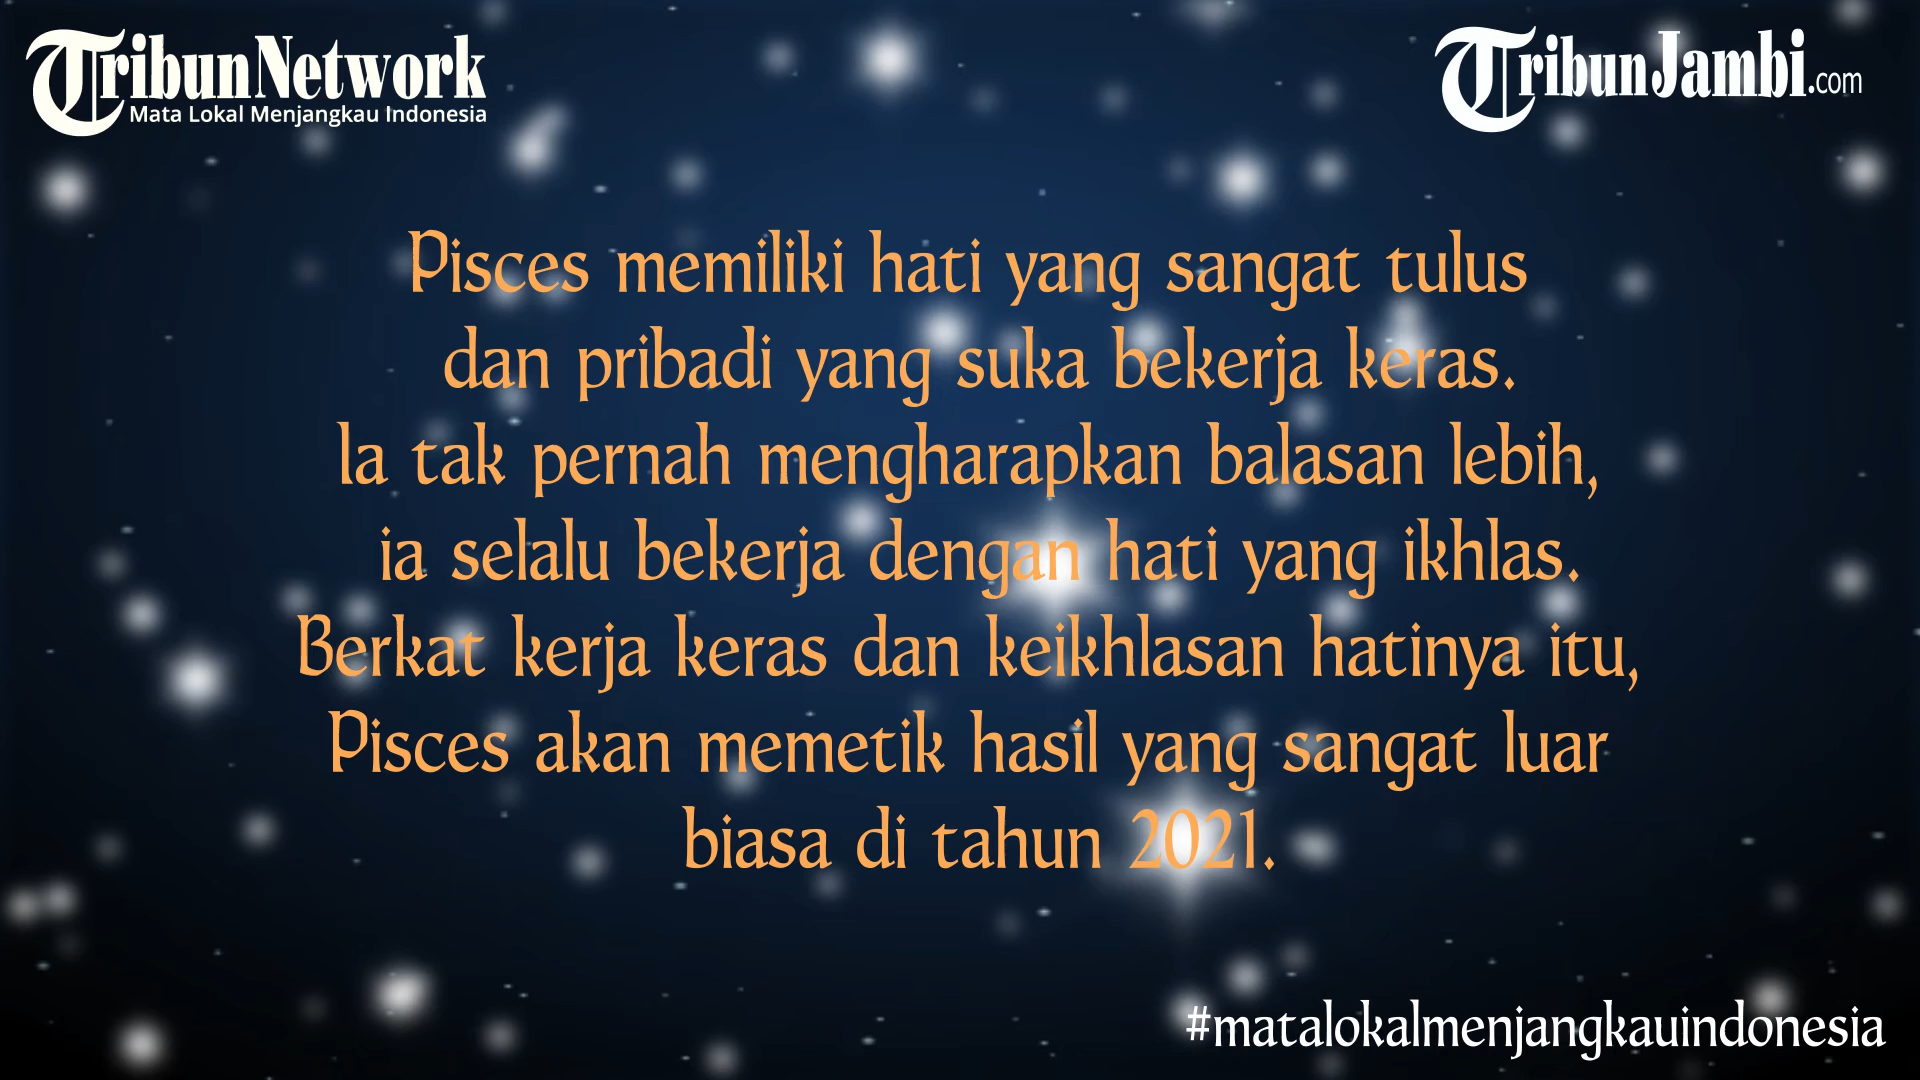 TribunNetwork
Mata Lokal Menjangkau Indonesia
TribunJambi.com
Pisces memiliki hati yang sangat tulus
dan pribadi yang suka bekerja keras.
Ia tak pernah mengharapkan balasan lebih,
ia selalu bekerja dengan hati yang ikhlas.
Berkat kerja keras dan keikhlasan hatinya itu,
Pisces akan memetik hasil yang sangat luar
biasa di tahun 2021.
#matalokalmenjangkauindonesia